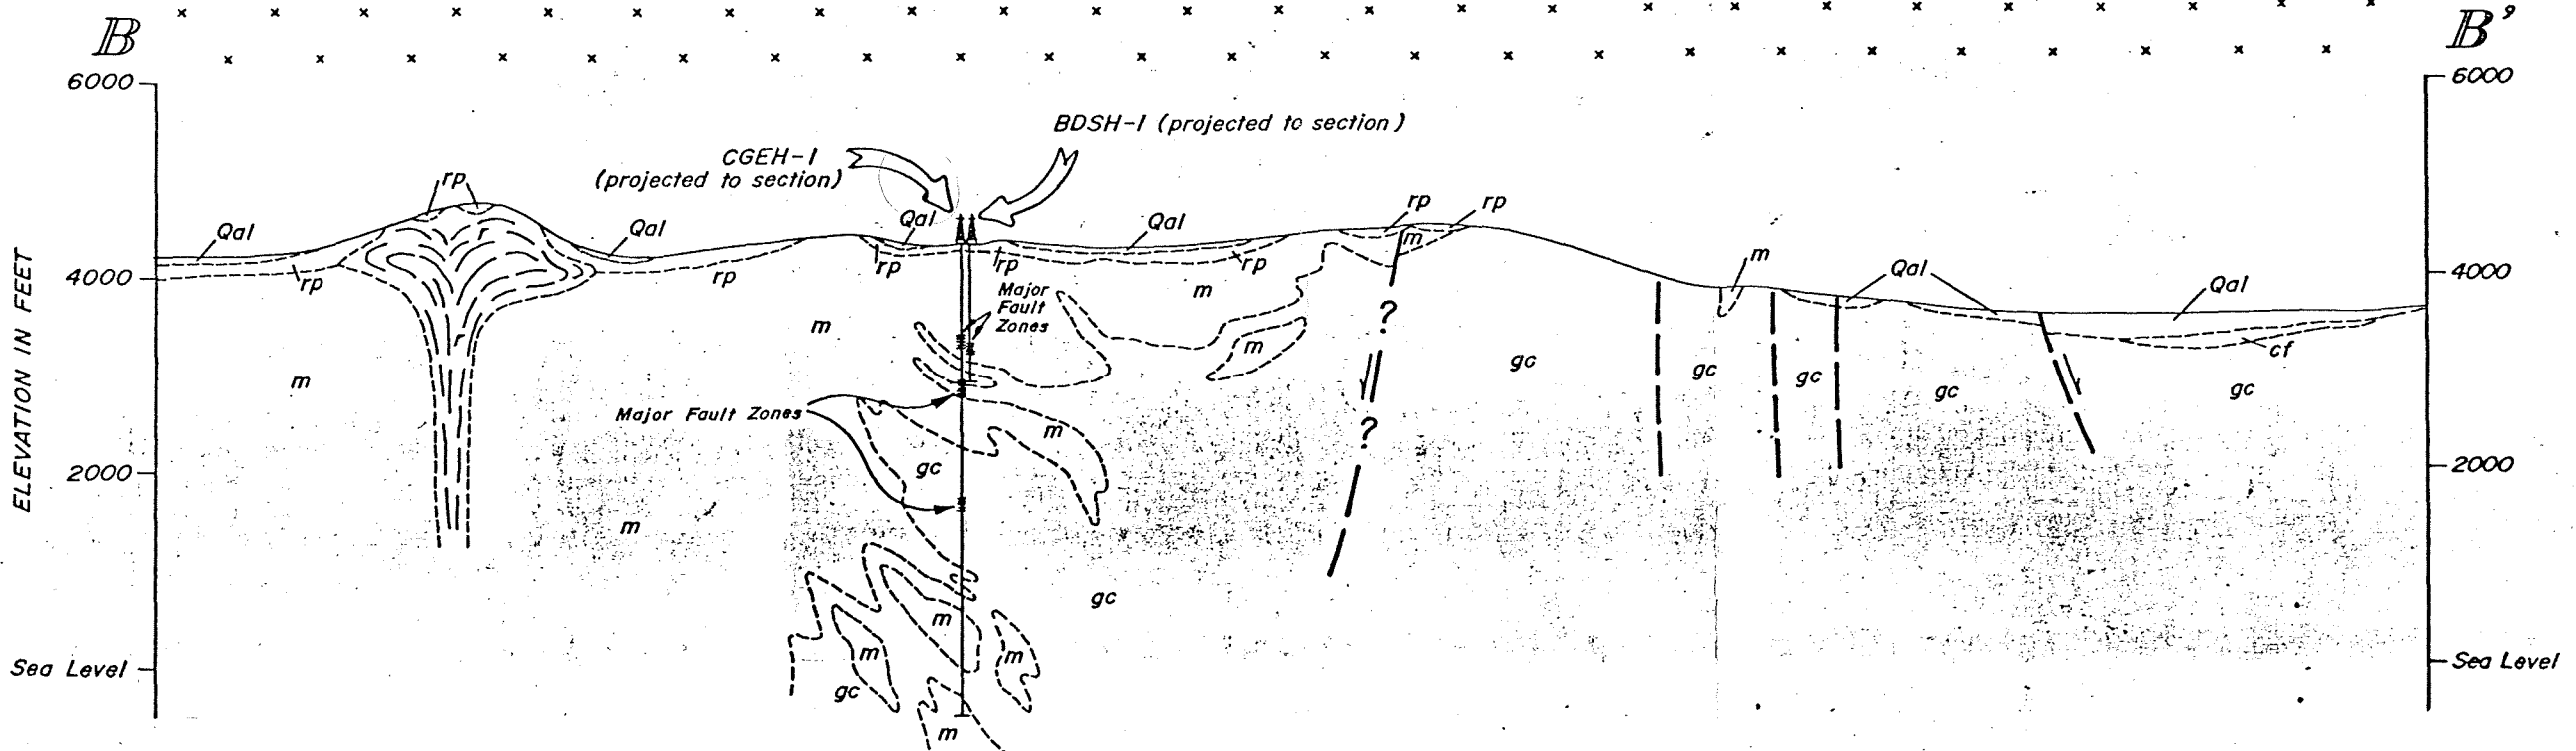 B
B'
6000
6000
BDSH-1 (projected to section)
CGEH-1
(projected to section)
rp
rp
rp
Qal
Qal
Qal
Qal
r
m
4000
4000
rp
rp
rp
rp
rp
m
Qal
Qal
Major
Fault
Zones
m
?
m
m
cf
m
gc
gc
gc
gc
gc
ELEVATION IN FEET
Major Fault Zones
m
?
gc
2000
2000
m
gc
m
m
m
Sea Level
Sea Level
gc
m